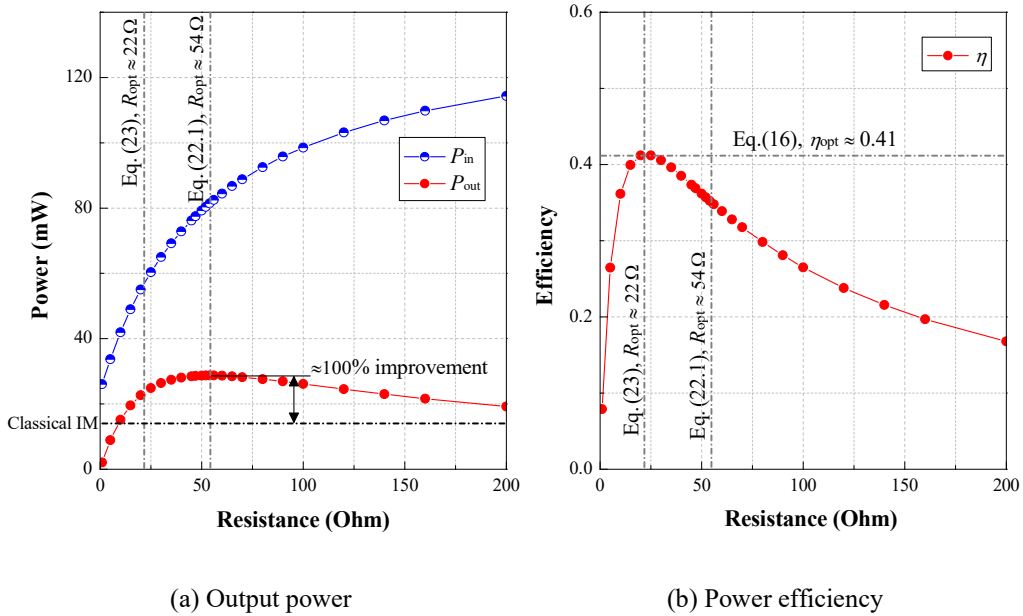 120
80
40
0
Power (mW)
Eq.(23), Ropt ≈ 22 Ω
Eq.(22.1), Ropt ≈ 54 Ω
Pin
Pout
≈100% improvement
Classical IM
0 50 100 150 200
Resistance (Ohm)
(a) Output power
0.6
0.4
0.2
0.0
Efficiency
η
Eq.(16), ηopt ≈ 0.41
Eq.(23), Ropt ≈ 22 Ω
Eq.(22.1), Ropt ≈ 54 Ω
0 50 100 150 200
Resistance (Ohm)
(b) Power efficiency